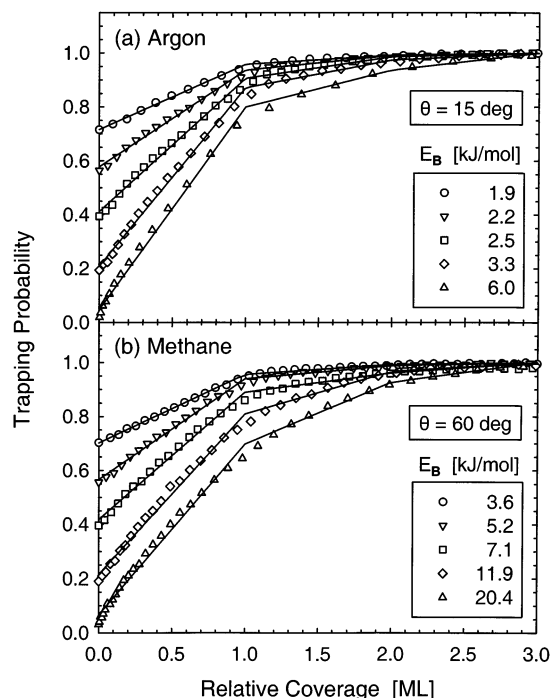 (a) Argon
1.0
0.8
0.6
0.4
0.2
0.0
θ = 15 deg
E_B [kJ/mol]
1.9
2.2
2.5
3.3
6.0
Trapping Probability
(b) Methane
1.0
0.8
0.6
0.4
0.2
0.0
θ = 60 deg
E_B [kJ/mol]
3.6
5.2
7.1
11.9
20.4
0.0 0.5 1.0 1.5 2.0 2.5 3.0
Relative Coverage [ML]